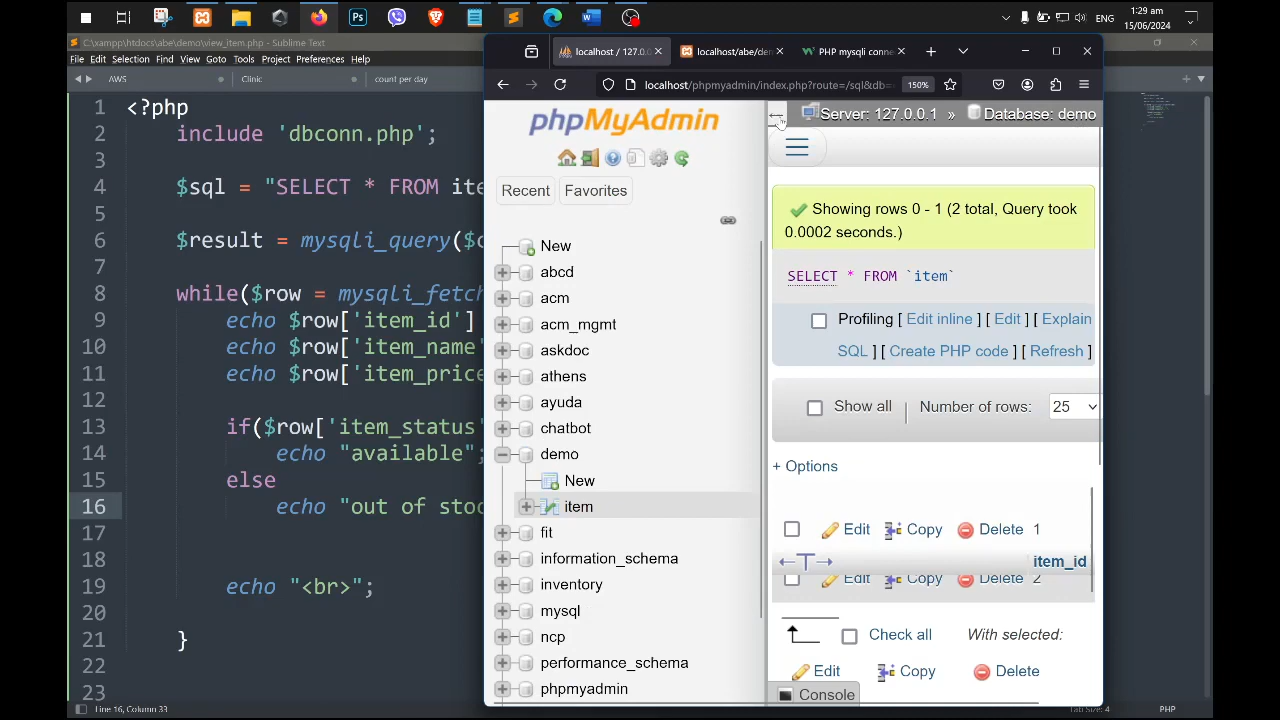 1:29 am
ENG
15/06/2024
C:\xampp\htdocs\abe\demo\view_item.php - Sublime Text
File Edit Selection Find View Goto Tools Project Preferences Help
AWS
Clinic
count per day
1 <?php
2 include 'dbconn.php';
3
4 $sql = "SELECT * FROM ite
5
6 $result = mysqli_query($c
7
8 while($row = mysqli_fetch
9 echo $row['item_id']
10 echo $row['item_name'
11 echo $row['item_price
12
13 if($row['item_status'
14 echo "available";
15 else
16 echo "out of stoc
17
18
19 echo "<br>";
20
21 }
22
23
Line 16, Column 33
Tab Size: 4
PHP
localhost / 127.0.
localhost/abe/de
PHP mysqli conne
localhost/phpmyadmin/index.php?route=/sql&db=
150%
phpMyAdmin
Recent
Favorites
New
abcd
acm
acm_mgmt
askdoc
athens
ayuda
chatbot
demo
New
item
fit
information_schema
inventory
mysql
ncp
performance_schema
phpmyadmin
Server: 127.0.0.1 » Database: demo
Showing rows 0 - 1 (2 total, Query took
0.0002 seconds.)
SELECT * FROM `item`
Profiling [ Edit inline ] [ Edit ] [ Explain
SQL ] [ Create PHP code ] [ Refresh ]
Show all
Number of rows:
25
+ Options
Edit Copy Delete 1
item_id
Edit Copy Delete 2
Check all
With selected:
Edit Copy Delete
Console